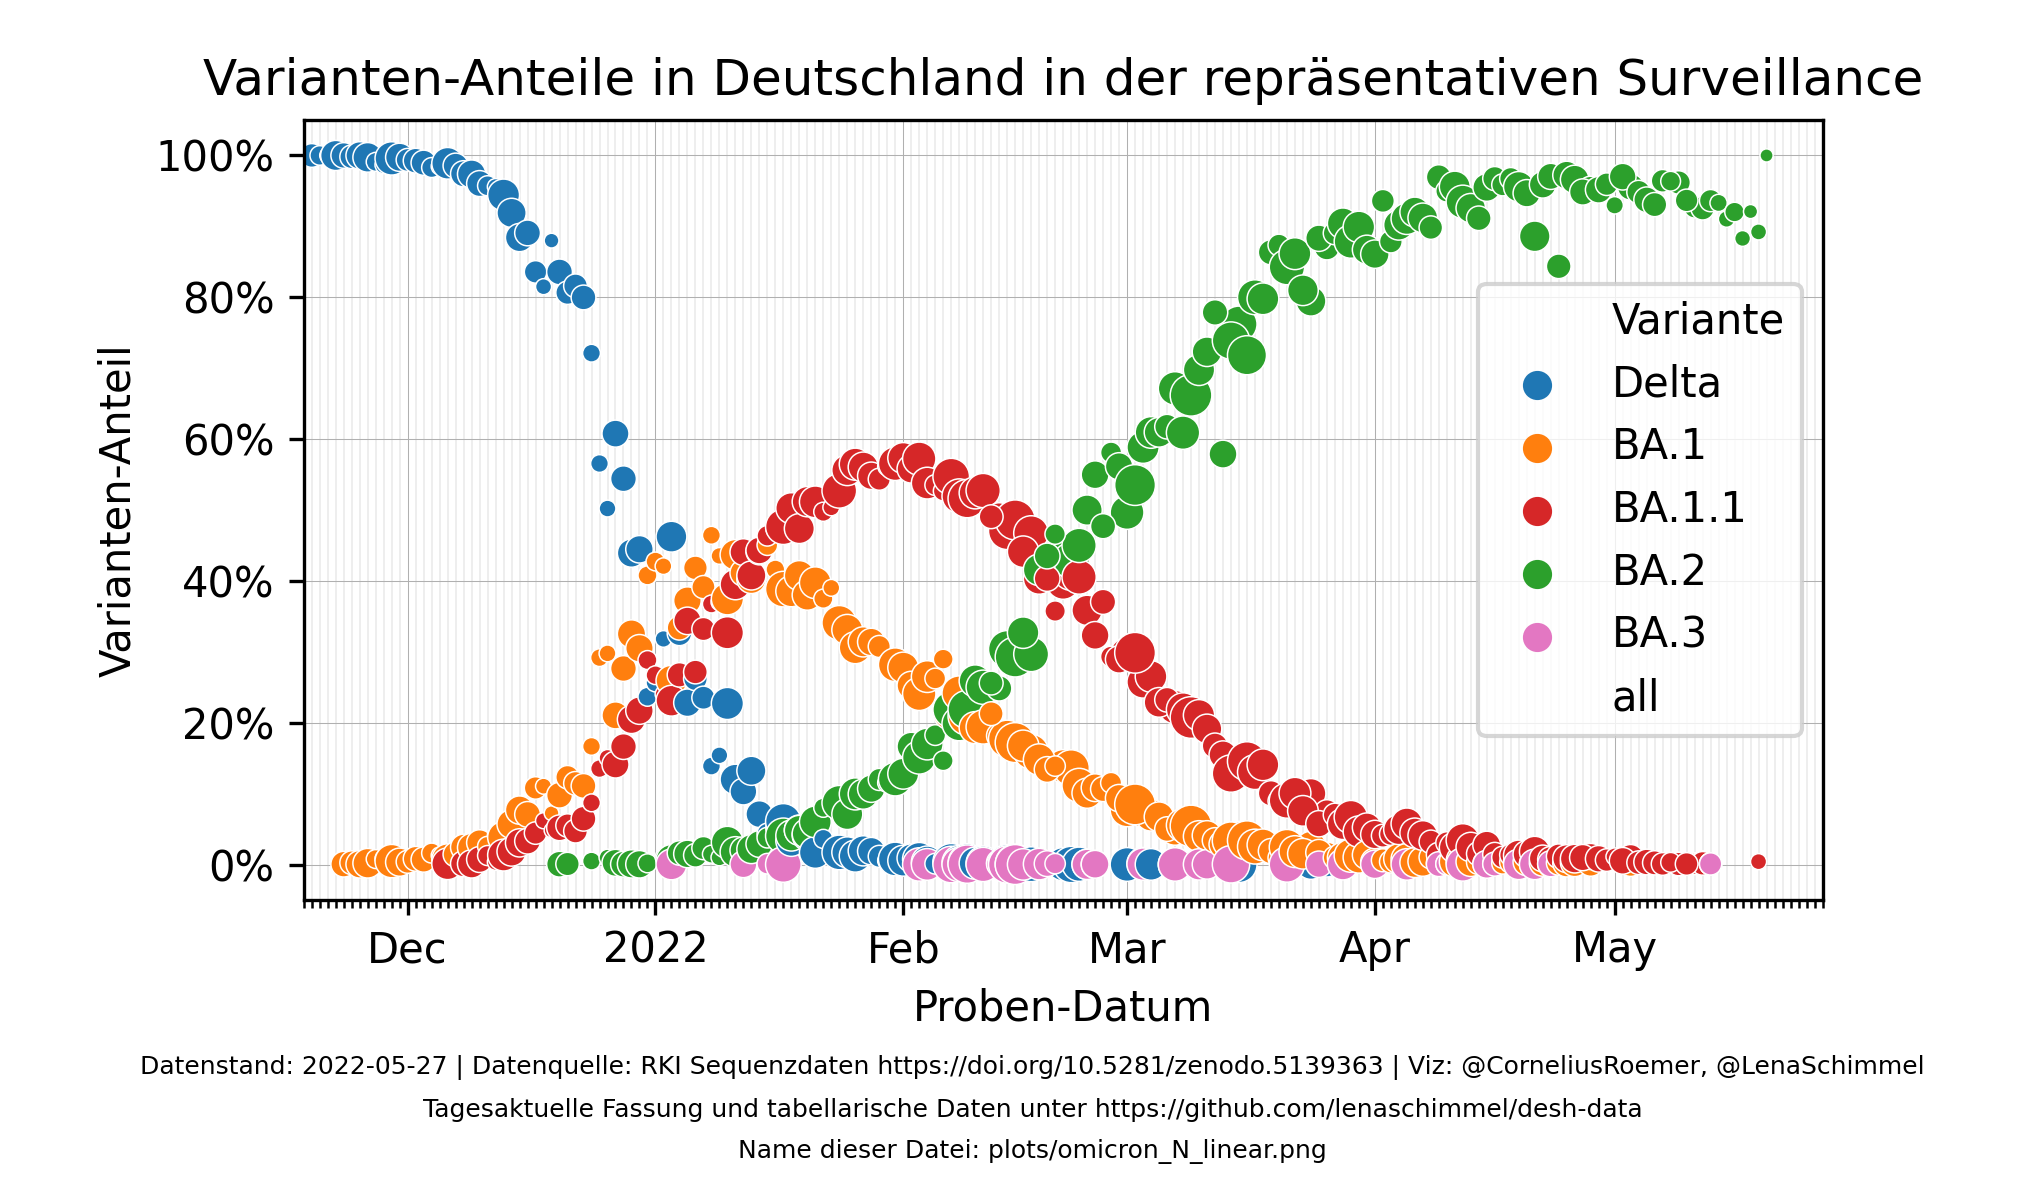 Varianten-Anteile in Deutschland in der repräsentativen Surveillance
100%
80%
60%
40%
20%
0%
Varianten-Anteil
Variante
Delta
BA.1
BA.1.1
BA.2
BA.3
all
Dec 2022 Feb Mar Apr May
Proben-Datum
Datenstand: 2022-05-27 | Datenquelle: RKI Sequenzdaten https://doi.org/10.5281/zenodo.5139363 | Viz: @CorneliusRoemer, @LenaSchimmel
Tagesaktuelle Fassung und tabellarische Daten unter https://github.com/lenaschimmel/desh-data
Name dieser Datei: plots/omicron_N_linear.png